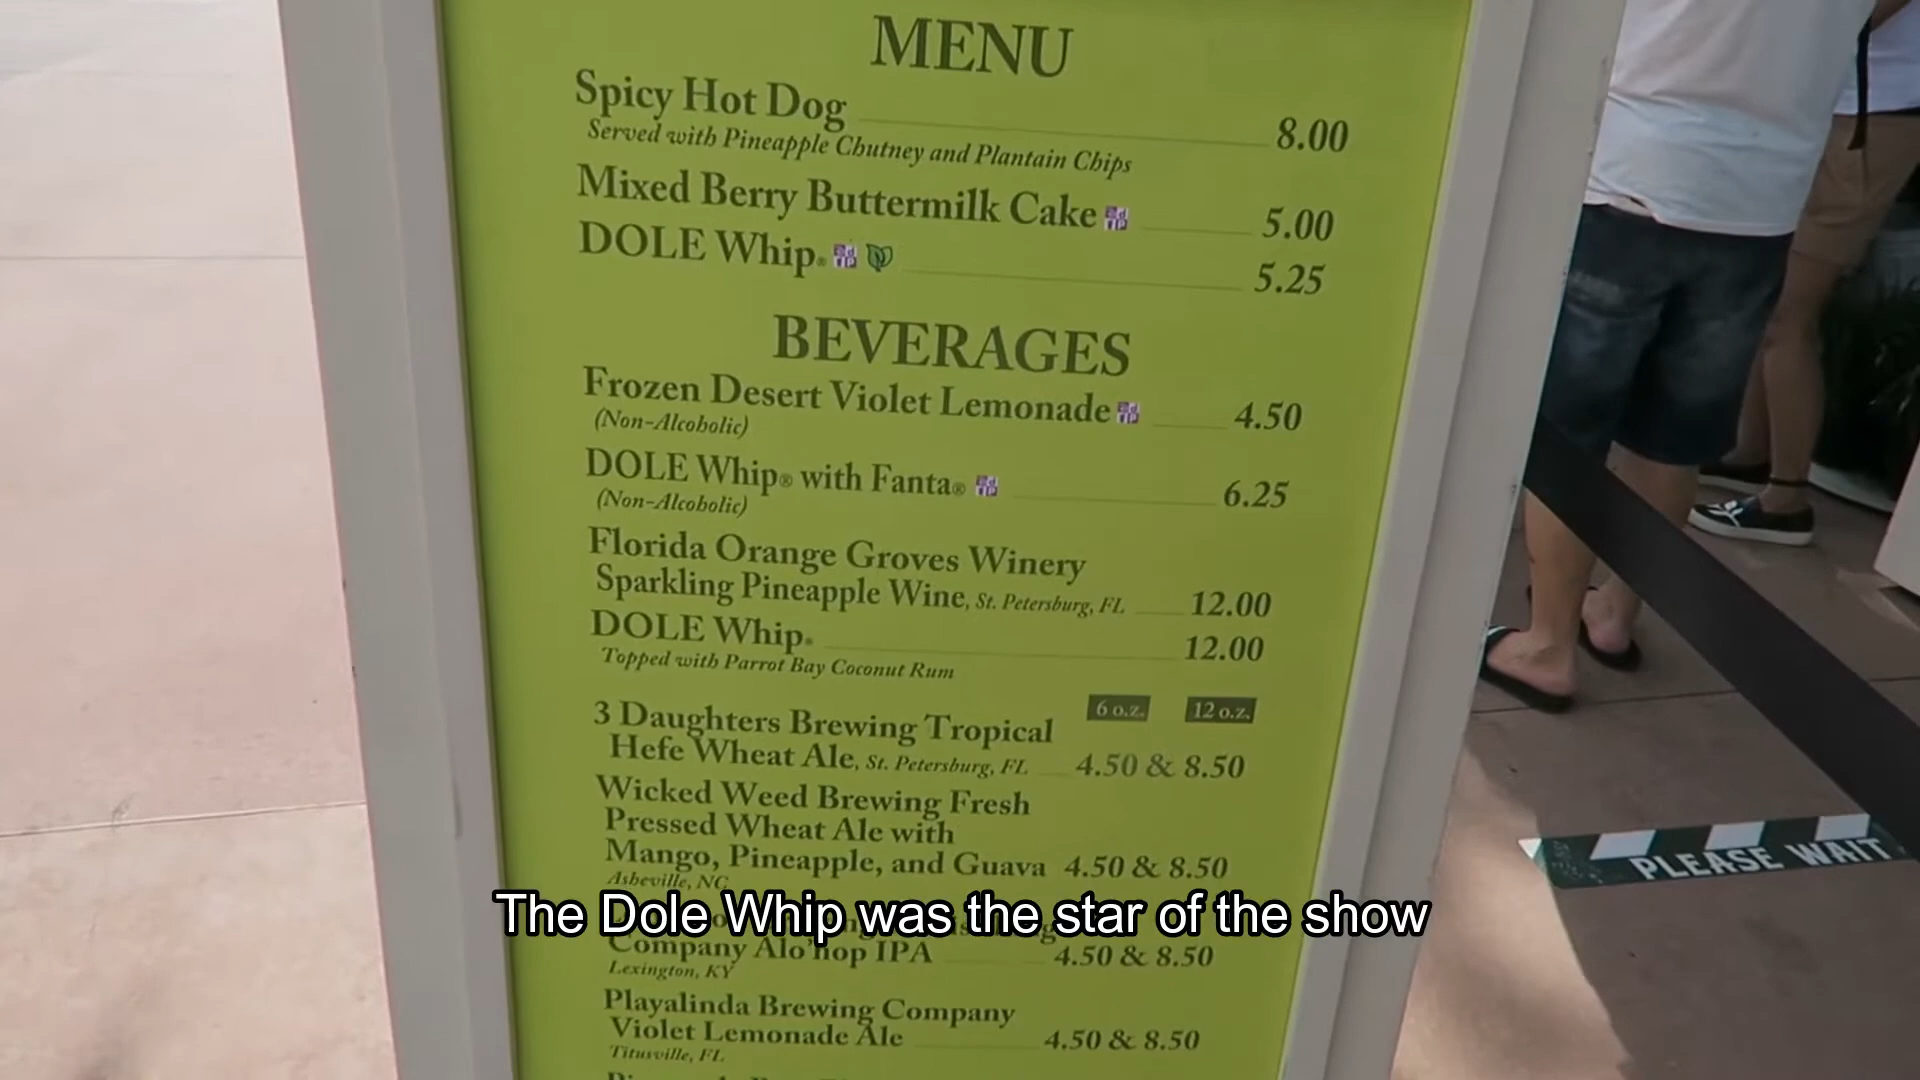 MENU
Spicy Hot Dog 8.00
Served with Pineapple Chutney and Plantain Chips
Mixed Berry Buttermilk Cake 5.00
DOLE Whip® 5.25
BEVERAGES
Frozen Desert Violet Lemonade 4.50
(Non-Alcoholic)
DOLE Whip® with Fanta® 6.25
(Non-Alcoholic)
Florida Orange Groves Winery
Sparkling Pineapple Wine, St. Petersburg, FL 12.00
DOLE Whip® 12.00
Topped with Parrot Bay Coconut Rum
6 o.z. 12 o.z.
3 Daughters Brewing Tropical
Hefe Wheat Ale, St. Petersburg, FL 4.50 & 8.50
Wicked Weed Brewing Fresh
Pressed Wheat Ale with
Mango, Pineapple, and Guava 4.50 & 8.50
Asheville, NC
Company Alo'hop IPA 4.50 & 8.50
Lexington, KY
Playalinda Brewing Company
Violet Lemonade Ale 4.50 & 8.50
Titusville, FL
PLEASE WAIT
The Dole Whip was the star of the show